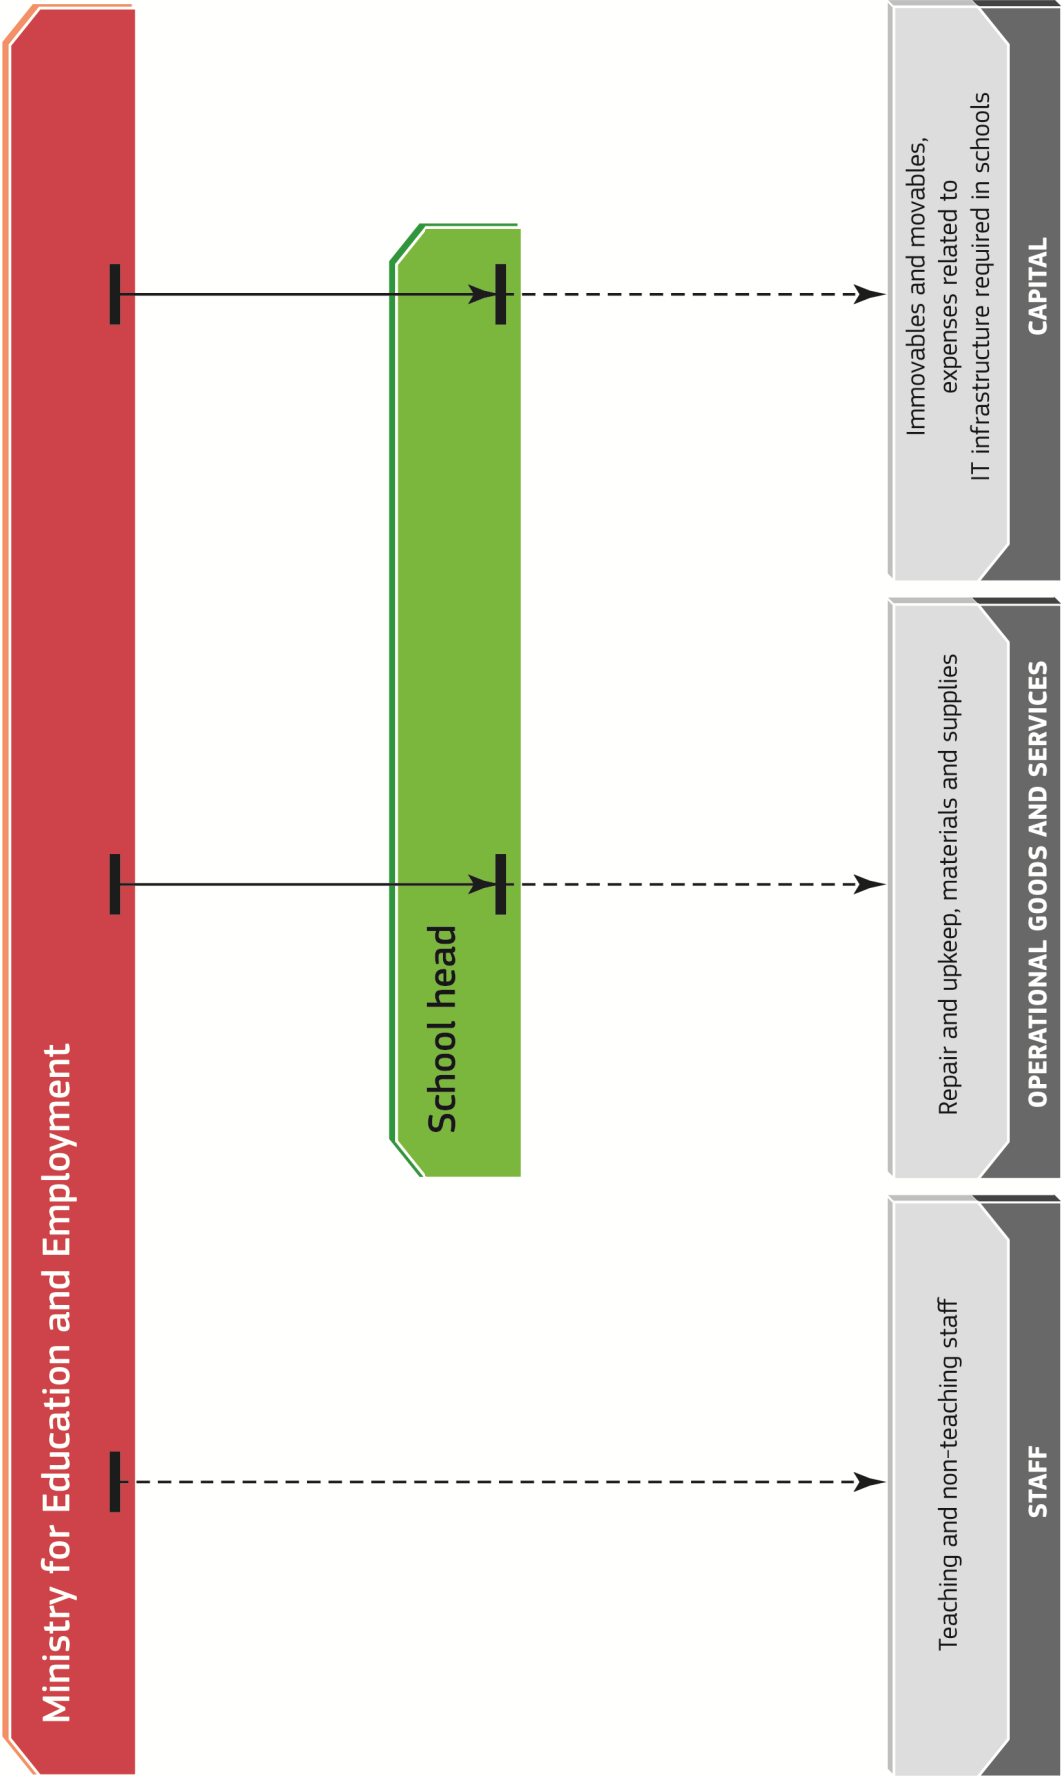 Ministry for Education and Employment
School head
Teaching and non-teaching staff
STAFF
Repair and upkeep, materials and supplies
OPERATIONAL GOODS AND SERVICES
Immovables and movables,
expenses related to
IT infrastructure required in schools
CAPITAL